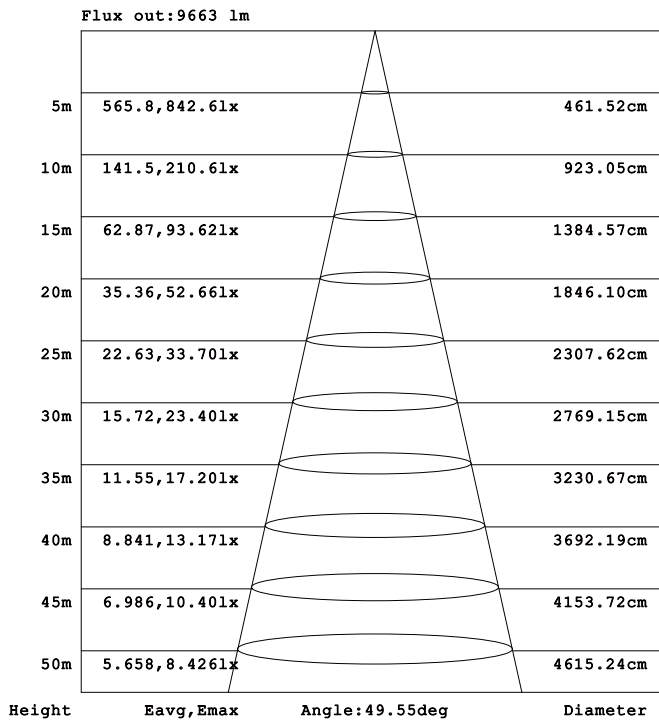 Flux out:9663 lm
5m 565.8,842.6lx 461.52cm
10m 141.5,210.6lx 923.05cm
15m 62.87,93.62lx 1384.57cm
20m 35.36,52.66lx 1846.10cm
25m 22.63,33.70lx 2307.62cm
30m 15.72,23.40lx 2769.15cm
35m 11.55,17.20lx 3230.67cm
40m 8.841,13.17lx 3692.19cm
45m 6.986,10.40lx 4153.72cm
50m 5.658,8.426lx 4615.24cm
Height Eavg,Emax Angle:49.55deg Diameter